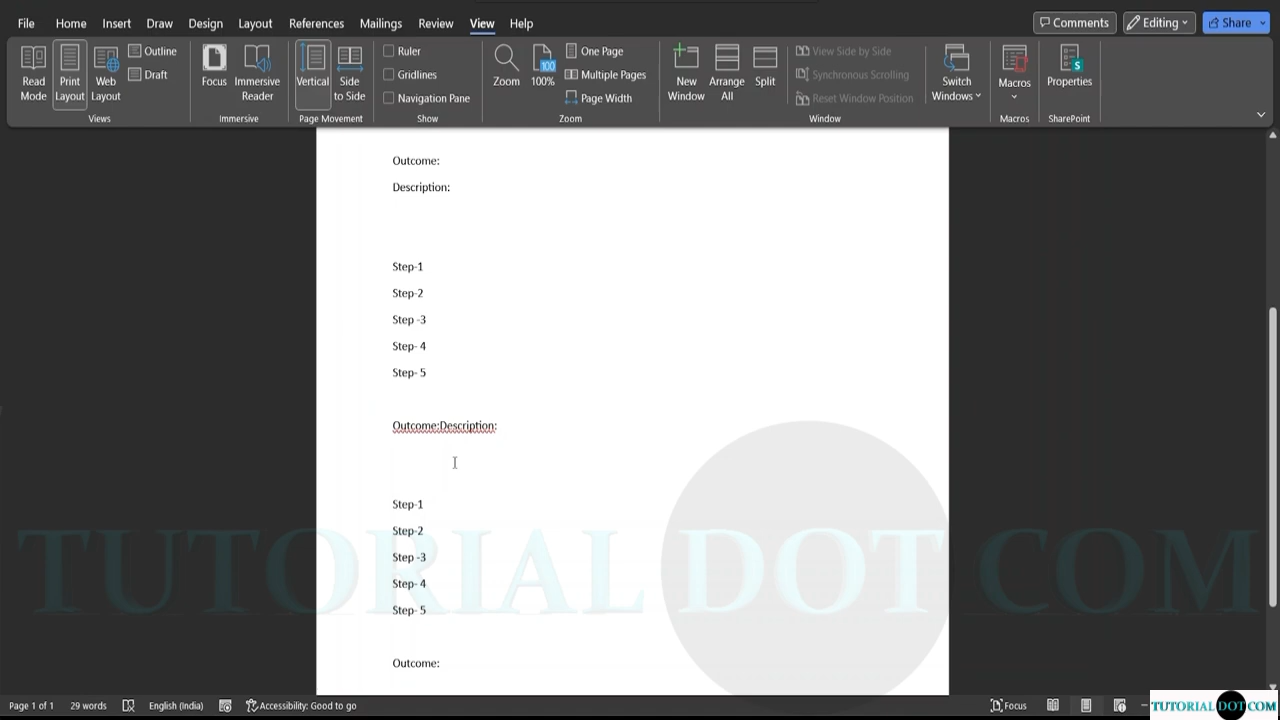 File Home Insert Draw Design Layout References Mailings Review View Help Comments Editing Share
Read Mode Print Layout Web Layout Outline Draft Focus Immersive Reader Vertical Side to Side Ruler Gridlines Navigation Pane Zoom 100 100% One Page Multiple Pages Page Width New Window Arrange All Split View Side by Side Synchronous Scrolling Reset Window Position Switch Windows Macros Properties
Views Immersive Page Movement Show Zoom Window Macros SharePoint
Outcome:
Description:
Step-1
Step-2
Step -3
Step- 4
Step- 5
Outcome:Description:
Step-1
Step-2
Step -3
Step- 4
Step- 5
Outcome:
TUTORIAL DOT COM
Page 1 of 1 29 words English (India) Accessibility: Good to go Focus
TUTORIAL DOT COM